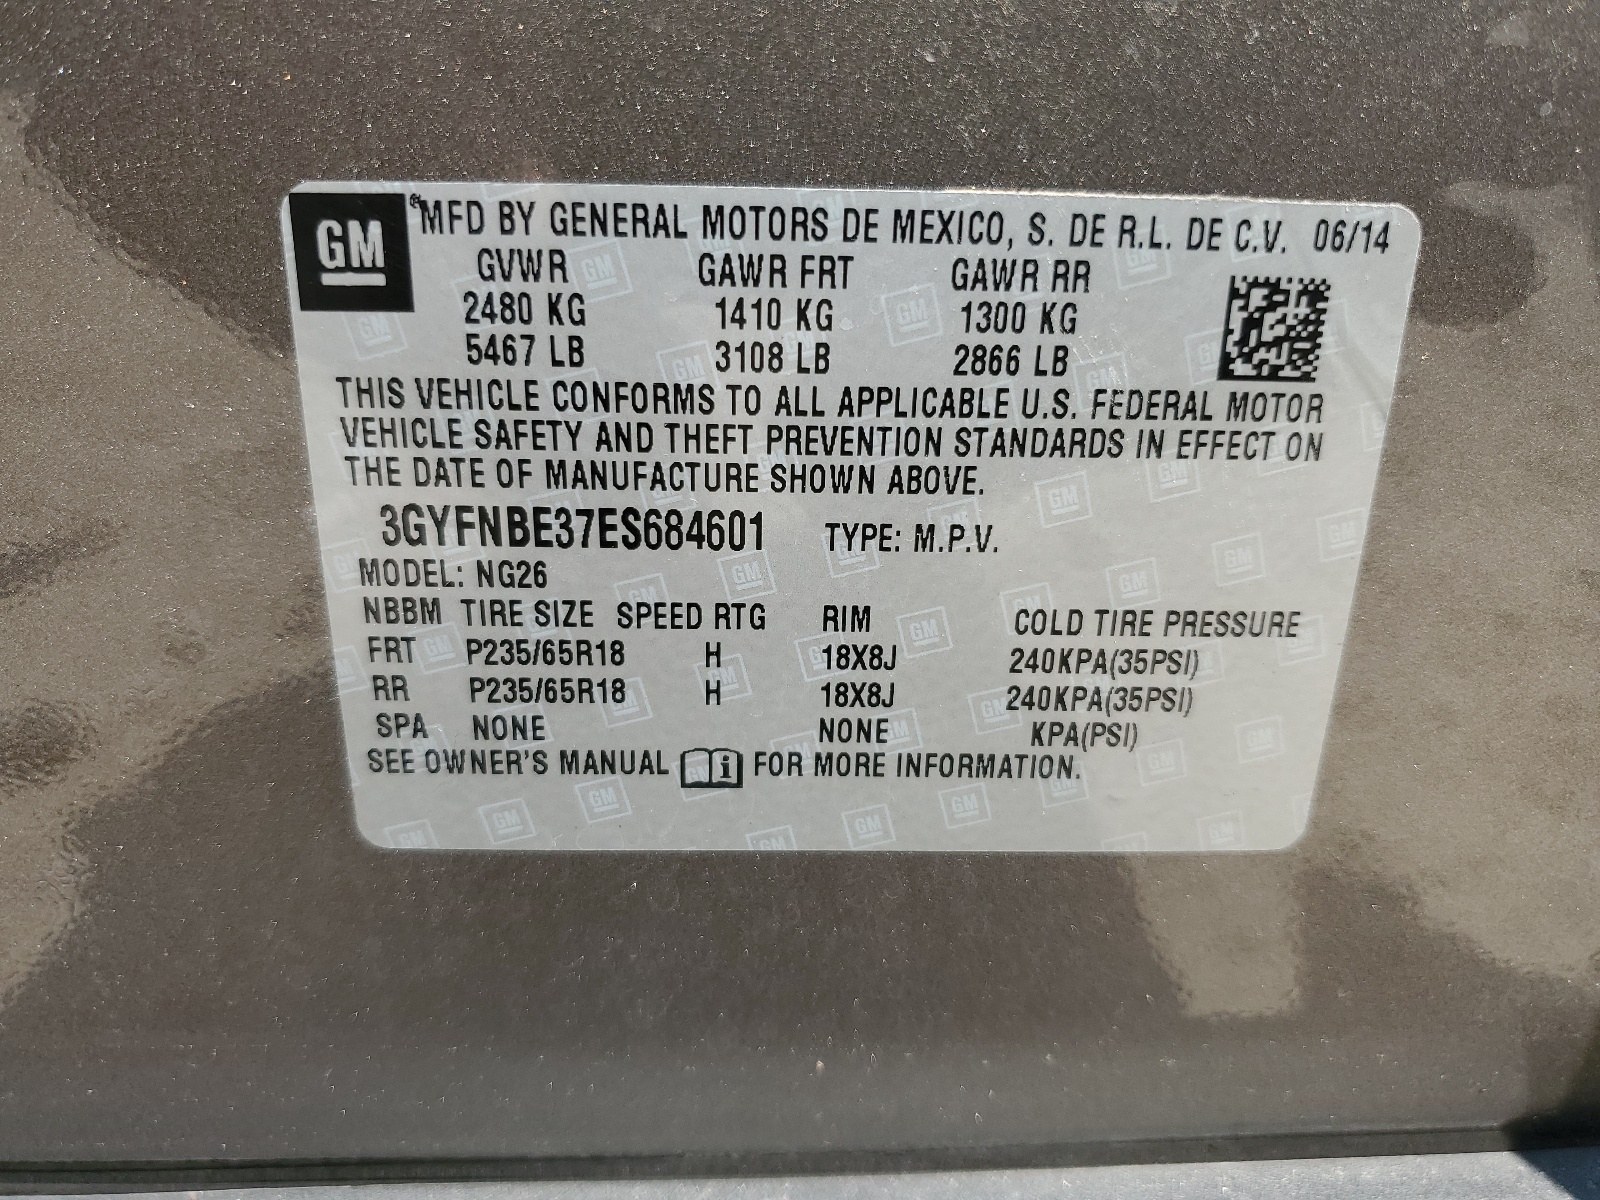 GM ® MFD BY GENERAL MOTORS DE MEXICO, S. DE R.L. DE C.V. 06/14
GVWR GAWR FRT GAWR RR
2480 KG 1410 KG 1300 KG
5467 LB 3108 LB 2866 LB
THIS VEHICLE CONFORMS TO ALL APPLICABLE U.S. FEDERAL MOTOR
VEHICLE SAFETY AND THEFT PREVENTION STANDARDS IN EFFECT ON
THE DATE OF MANUFACTURE SHOWN ABOVE.
3GYFNBE37ES684601 TYPE: M.P.V.
MODEL: NG26
NBBM TIRE SIZE SPEED RTG RIM COLD TIRE PRESSURE
FRT P235/65R18 H 18X8J 240KPA(35PSI)
RR P235/65R18 H 18X8J 240KPA(35PSI)
SPA NONE NONE KPA(PSI)
SEE OWNER'S MANUAL i FOR MORE INFORMATION.